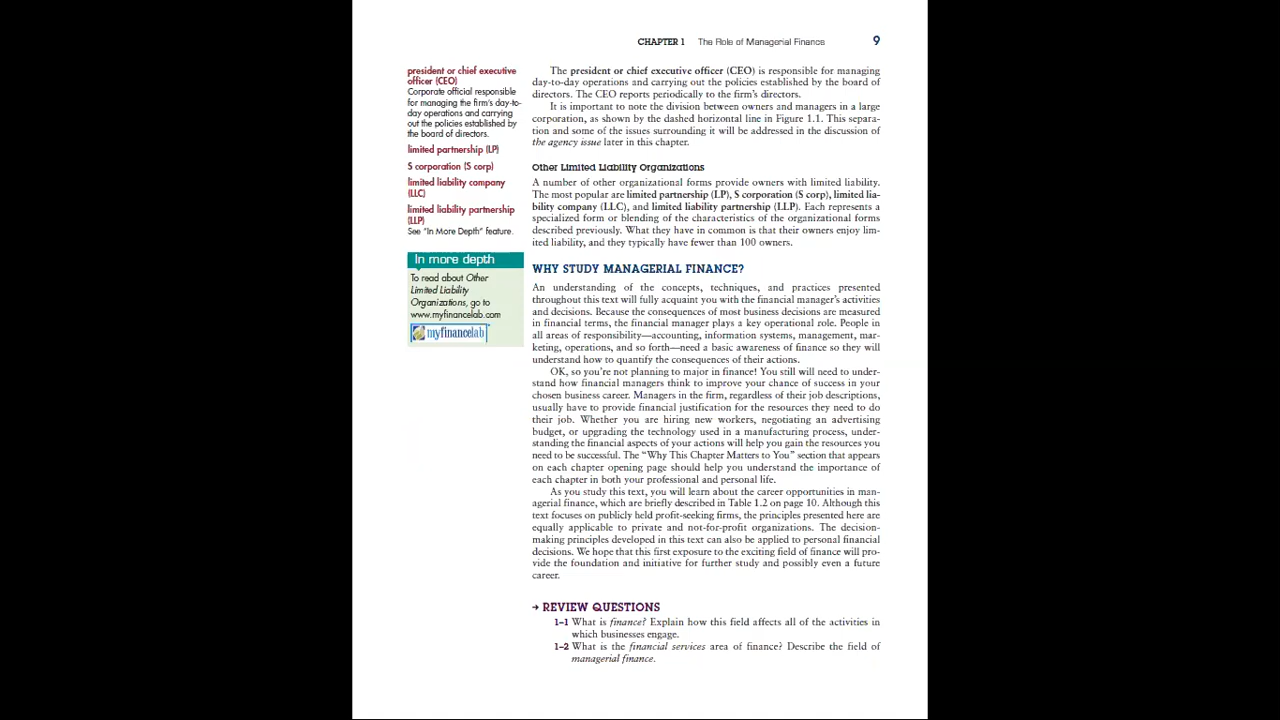 CHAPTER 1 The Role of Managerial Finance 9
president or chief executive
officer (CEO)
Corporate official responsible
for managing the firm's day-to-
day operations and carrying
out the policies established by
the board of directors.
limited partnership (LP)
S corporation (S corp)
limited liability company
(LLC)
limited liability partnership
(LLP)
See "In More Depth" feature.
In more depth
To read about Other
Limited Liability
Organizations, go to
www.myfinancelab.com
myfinancelab
The president or chief executive officer (CEO) is responsible for managing
day-to-day operations and carrying out the policies established by the board of
directors. The CEO reports periodically to the firm's directors.
It is important to note the division between owners and managers in a large
corporation, as shown by the dashed horizontal line in Figure 1.1. This separa-
tion and some of the issues surrounding it will be addressed in the discussion of
the agency issue later in this chapter.
Other Limited Liability Organizations
A number of other organizational forms provide owners with limited liability.
The most popular are limited partnership (LP), S corporation (S corp), limited lia-
bility company (LLC), and limited liability partnership (LLP). Each represents a
specialized form or blending of the characteristics of the organizational forms
described previously. What they have in common is that their owners enjoy lim-
ited liability, and they typically have fewer than 100 owners.
WHY STUDY MANAGERIAL FINANCE?
An understanding of the concepts, techniques, and practices presented
throughout this text will fully acquaint you with the financial manager's activities
and decisions. Because the consequences of most business decisions are measured
in financial terms, the financial manager plays a key operational role. People in
all areas of responsibility—accounting, information systems, management, mar-
keting, operations, and so forth—need a basic awareness of finance so they will
understand how to quantify the consequences of their actions.
OK, so you're not planning to major in finance! You still will need to under-
stand how financial managers think to improve your chance of success in your
chosen business career. Managers in the firm, regardless of their job descriptions,
usually have to provide financial justification for the resources they need to do
their job. Whether you are hiring new workers, negotiating an advertising
budget, or upgrading the technology used in a manufacturing process, under-
standing the financial aspects of your actions will help you gain the resources you
need to be successful. The "Why This Chapter Matters to You" section that appears
on each chapter opening page should help you understand the importance of
each chapter in both your professional and personal life.
As you study this text, you will learn about the career opportunities in man-
agerial finance, which are briefly described in Table 1.2 on page 10. Although this
text focuses on publicly held profit-seeking firms, the principles presented here are
equally applicable to private and not-for-profit organizations. The decision-
making principles developed in this text can also be applied to personal financial
decisions. We hope that this first exposure to the exciting field of finance will pro-
vide the foundation and initiative for further study and possibly even a future
career.
→ REVIEW QUESTIONS
1–1 What is finance? Explain how this field affects all of the activities in
which businesses engage.
1–2 What is the financial services area of finance? Describe the field of
managerial finance.